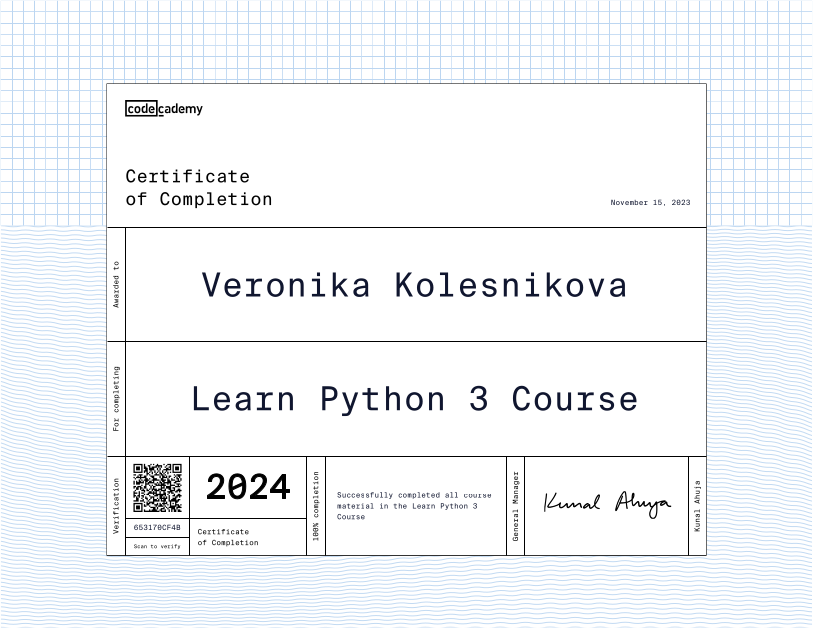 codecademy
Certificate
of Completion
November 15, 2023
Awarded to
Veronika Kolesnikova
For completing
Learn Python 3 Course
Verification
653170CF4B
Scan to verify
2024
Certificate
of Completion
100% completion
Successfully completed all course
material in the Learn Python 3
Course
General Manager
Kunal Ahuja
Kunal Ahuja